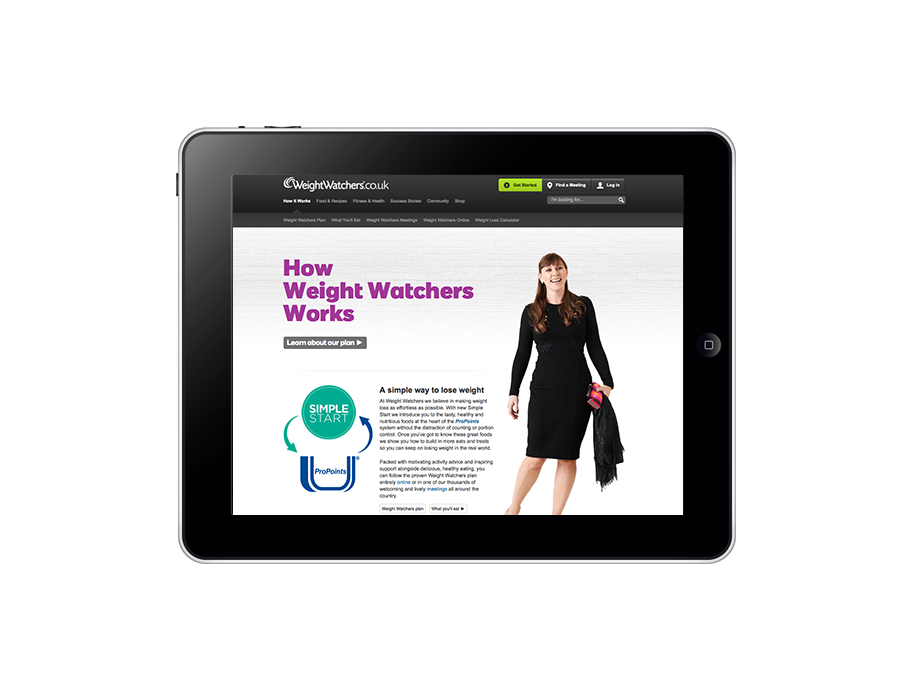 WeightWatchers.co.uk
Get Started
Find a Meeting
Log In
How It Works Food & Recipes Fitness & Health Success Stories Community Shop
I'm looking for...
Weight Watchers Plan What You'll Eat Weight Watchers Meetings Weight Watchers Online Weight Loss Calculator
How
Weight Watchers
Works
Learn about our plan
SIMPLE
START
ProPoints®
A simple way to lose weight
At Weight Watchers we believe in making weight
loss as effortless as possible. With new Simple
Start we introduce you to the tasty, healthy and
nutritious foods at the heart of the ProPoints
system without the distraction of counting or portion
control. Once you've got to know these great foods
we show you how to build in more eats and treats
so you can keep on losing weight in the real world.
Packed with motivating activity advice and inspiring
support alongside delicious, healthy eating, you
can follow the proven Weight Watchers plan
entirely online or in one of our thousands of
welcoming and lively meetings all around the
country.
Weight Watchers plan
What you'll eat